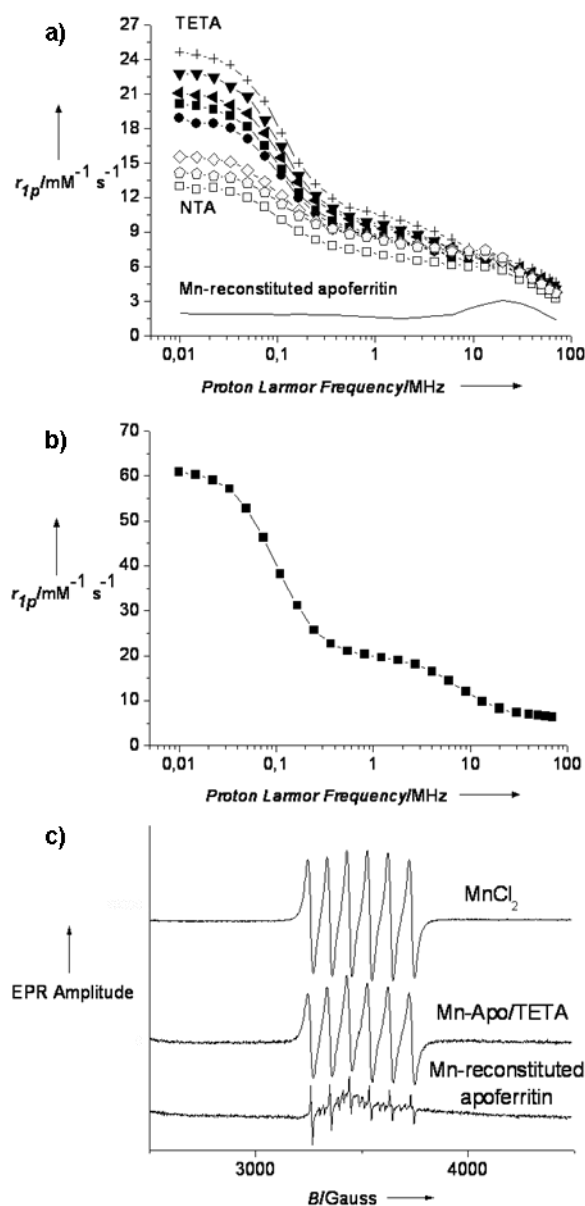 a)
TETA
27
24
21
18
15
12
9
6
3
0
r1p/mM-1 s-1
NTA
Mn-reconstituted apoferritin
0,01 0,1 1 10 100
Proton Larmor Frequency/MHz
b)
70
60
50
40
30
20
10
0
r1p/mM-1 s-1
0,01 0,1 1 10 100
Proton Larmor Frequency/MHz
c)
MnCl2
EPR Amplitude
Mn-Apo/TETA
Mn-reconstituted
apoferritin
3000 4000
B/Gauss